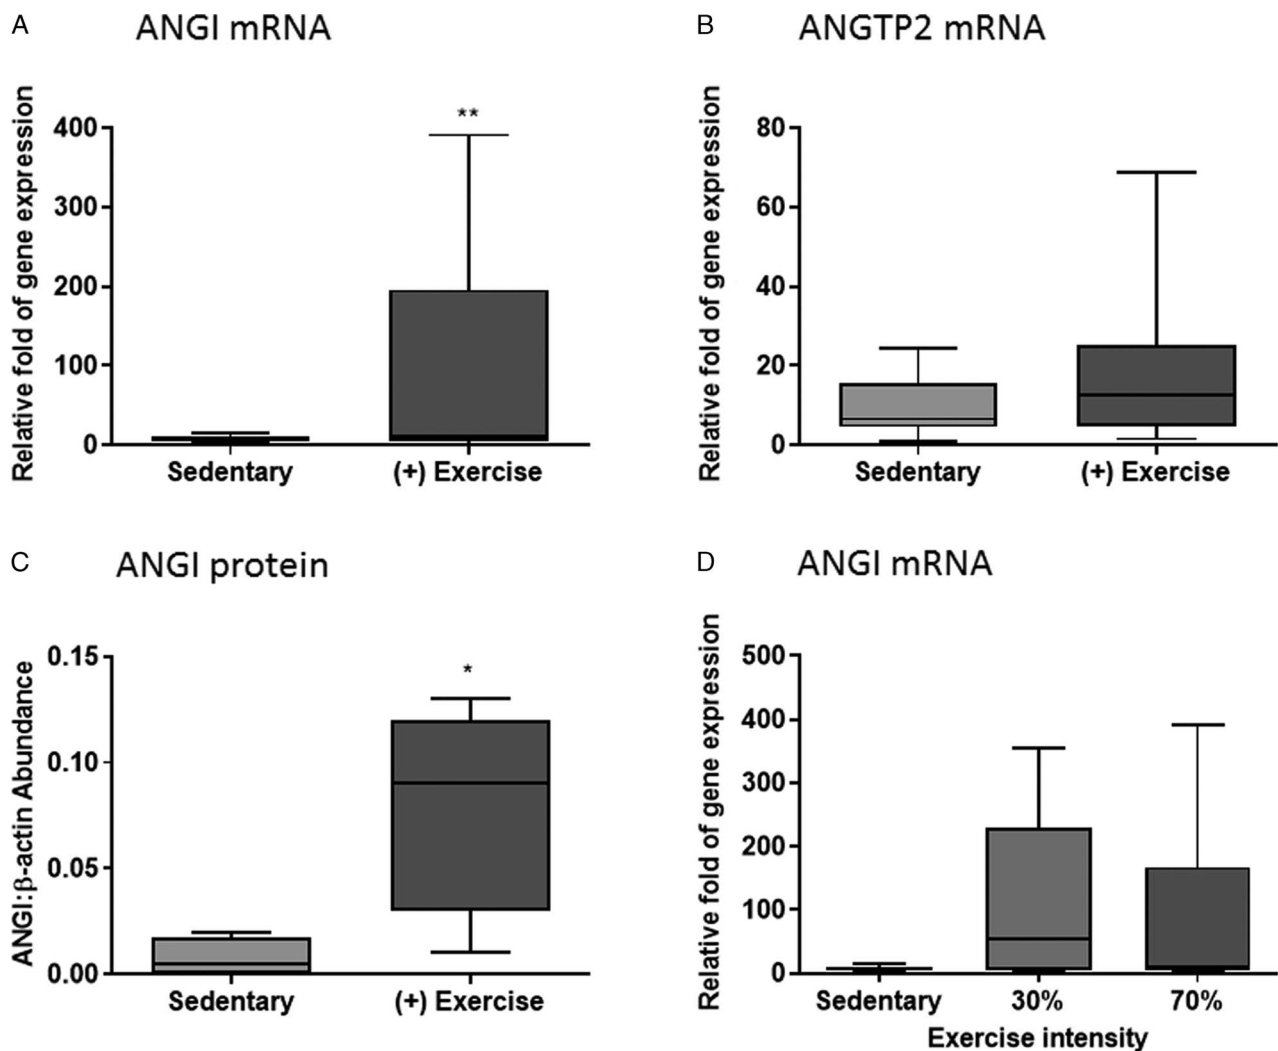 A ANGI mRNA
Relative fold of gene expression
400
300
200
100
0
**
Sedentary (+) Exercise
B ANGTP2 mRNA
Relative fold of gene expression
80
60
40
20
0
Sedentary (+) Exercise
C ANGI protein
ANGI:β-actin Abundance
0.15
0.10
0.05
0.00
*
Sedentary (+) Exercise
D ANGI mRNA
Relative fold of gene expression
500
400
300
200
100
0
Sedentary 30% 70%
Exercise intensity